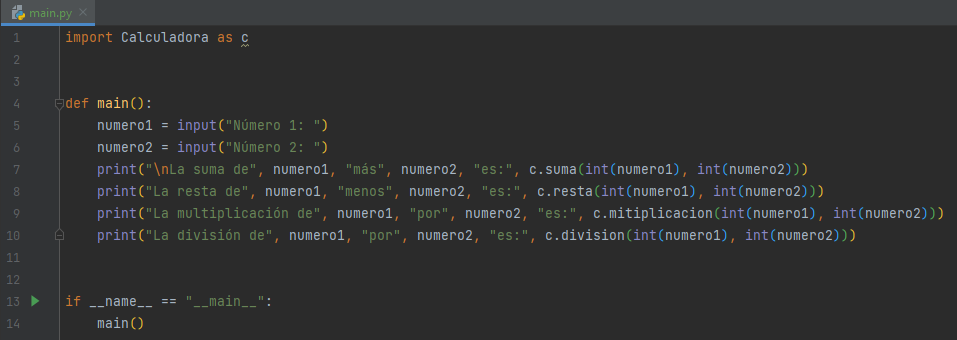 main.py
1 import Calculadora as c
2
3
4 def main():
5     numero1 = input("Número 1: ")
6     numero2 = input("Número 2: ")
7     print("\nLa suma de", numero1, "más", numero2, "es:", c.suma(int(numero1), int(numero2)))
8     print("La resta de", numero1, "menos", numero2, "es:", c.resta(int(numero1), int(numero2)))
9     print("La multiplicación de", numero1, "por", numero2, "es:", c.mitiplicacion(int(numero1), int(numero2)))
10     print("La división de", numero1, "por", numero2, "es:", c.division(int(numero1), int(numero2)))
11
12
13 if __name__ == "__main__":
14     main()